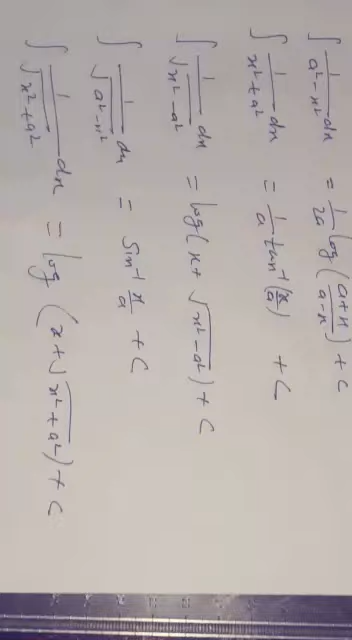 ∫ 1/(a²-x²) dx = 1/2a log (a+x/a-x) + C
∫ 1/(x²+a²) dx = 1/a tan⁻¹(x/a) + C
∫ 1/√(x²-a²) dx = log(x+√(x²-a²)) + C
∫ 1/√(a²-x²) dx = Sin⁻¹ x/a + C
∫ 1/√(x²+a²) dx = log (x+√(x²+a²)) + C